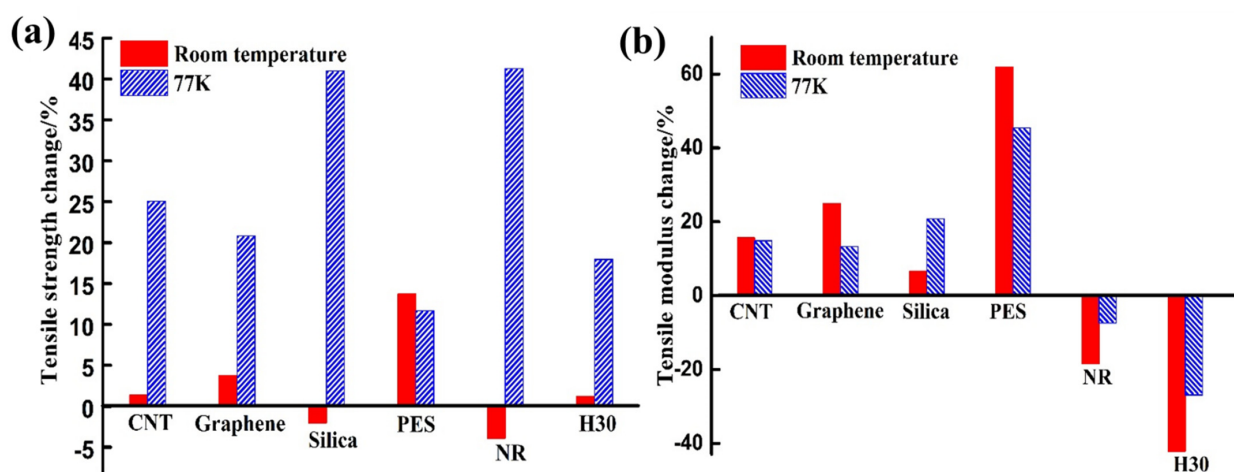 (a)
Tensile strength change/%
45
40
35
30
25
20
15
10
5
0
-5
Room temperature
77K
CNT
Graphene
Silica
PES
NR
H30
(b)
Tensile modulus change/%
60
40
20
0
-20
-40
Room temperature
77K
CNT
Graphene
Silica
PES
NR
H30